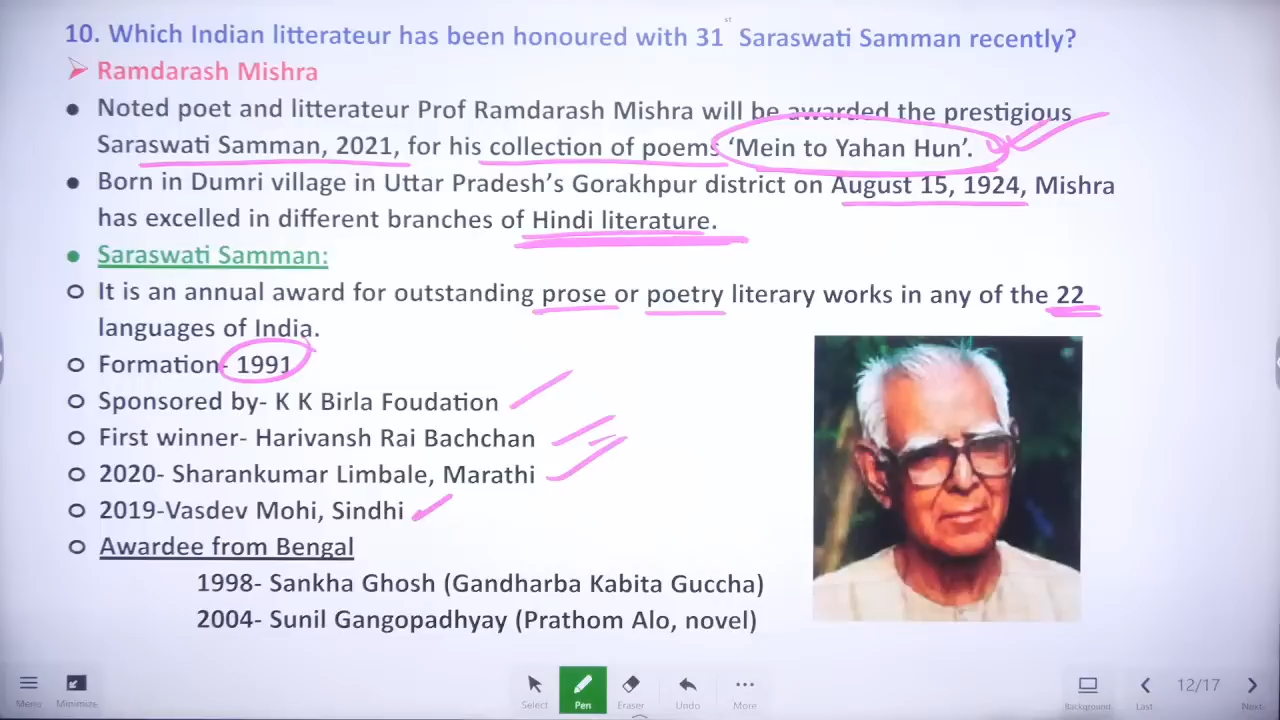 10. Which Indian litterateur has been honoured with 31st Saraswati Samman recently?
Ramdarash Mishra
Noted poet and litterateur Prof Ramdarash Mishra will be awarded the prestigious
Saraswati Samman, 2021, for his collection of poems ‘Mein to Yahan Hun’.
Born in Dumri village in Uttar Pradesh’s Gorakhpur district on August 15, 1924, Mishra
has excelled in different branches of Hindi literature.
Saraswati Samman:
It is an annual award for outstanding prose or poetry literary works in any of the 22
languages of India.
Formation- 1991
Sponsored by- K K Birla Foudation
First winner- Harivansh Rai Bachchan
2020- Sharankumar Limbale, Marathi
2019-Vasdev Mohi, Sindhi
Awardee from Bengal
1998- Sankha Ghosh (Gandharba Kabita Guccha)
2004- Sunil Gangopadhyay (Prathom Alo, novel)
Menu Minimize Select Pen Eraser Undo More Background Last 12/17 Next